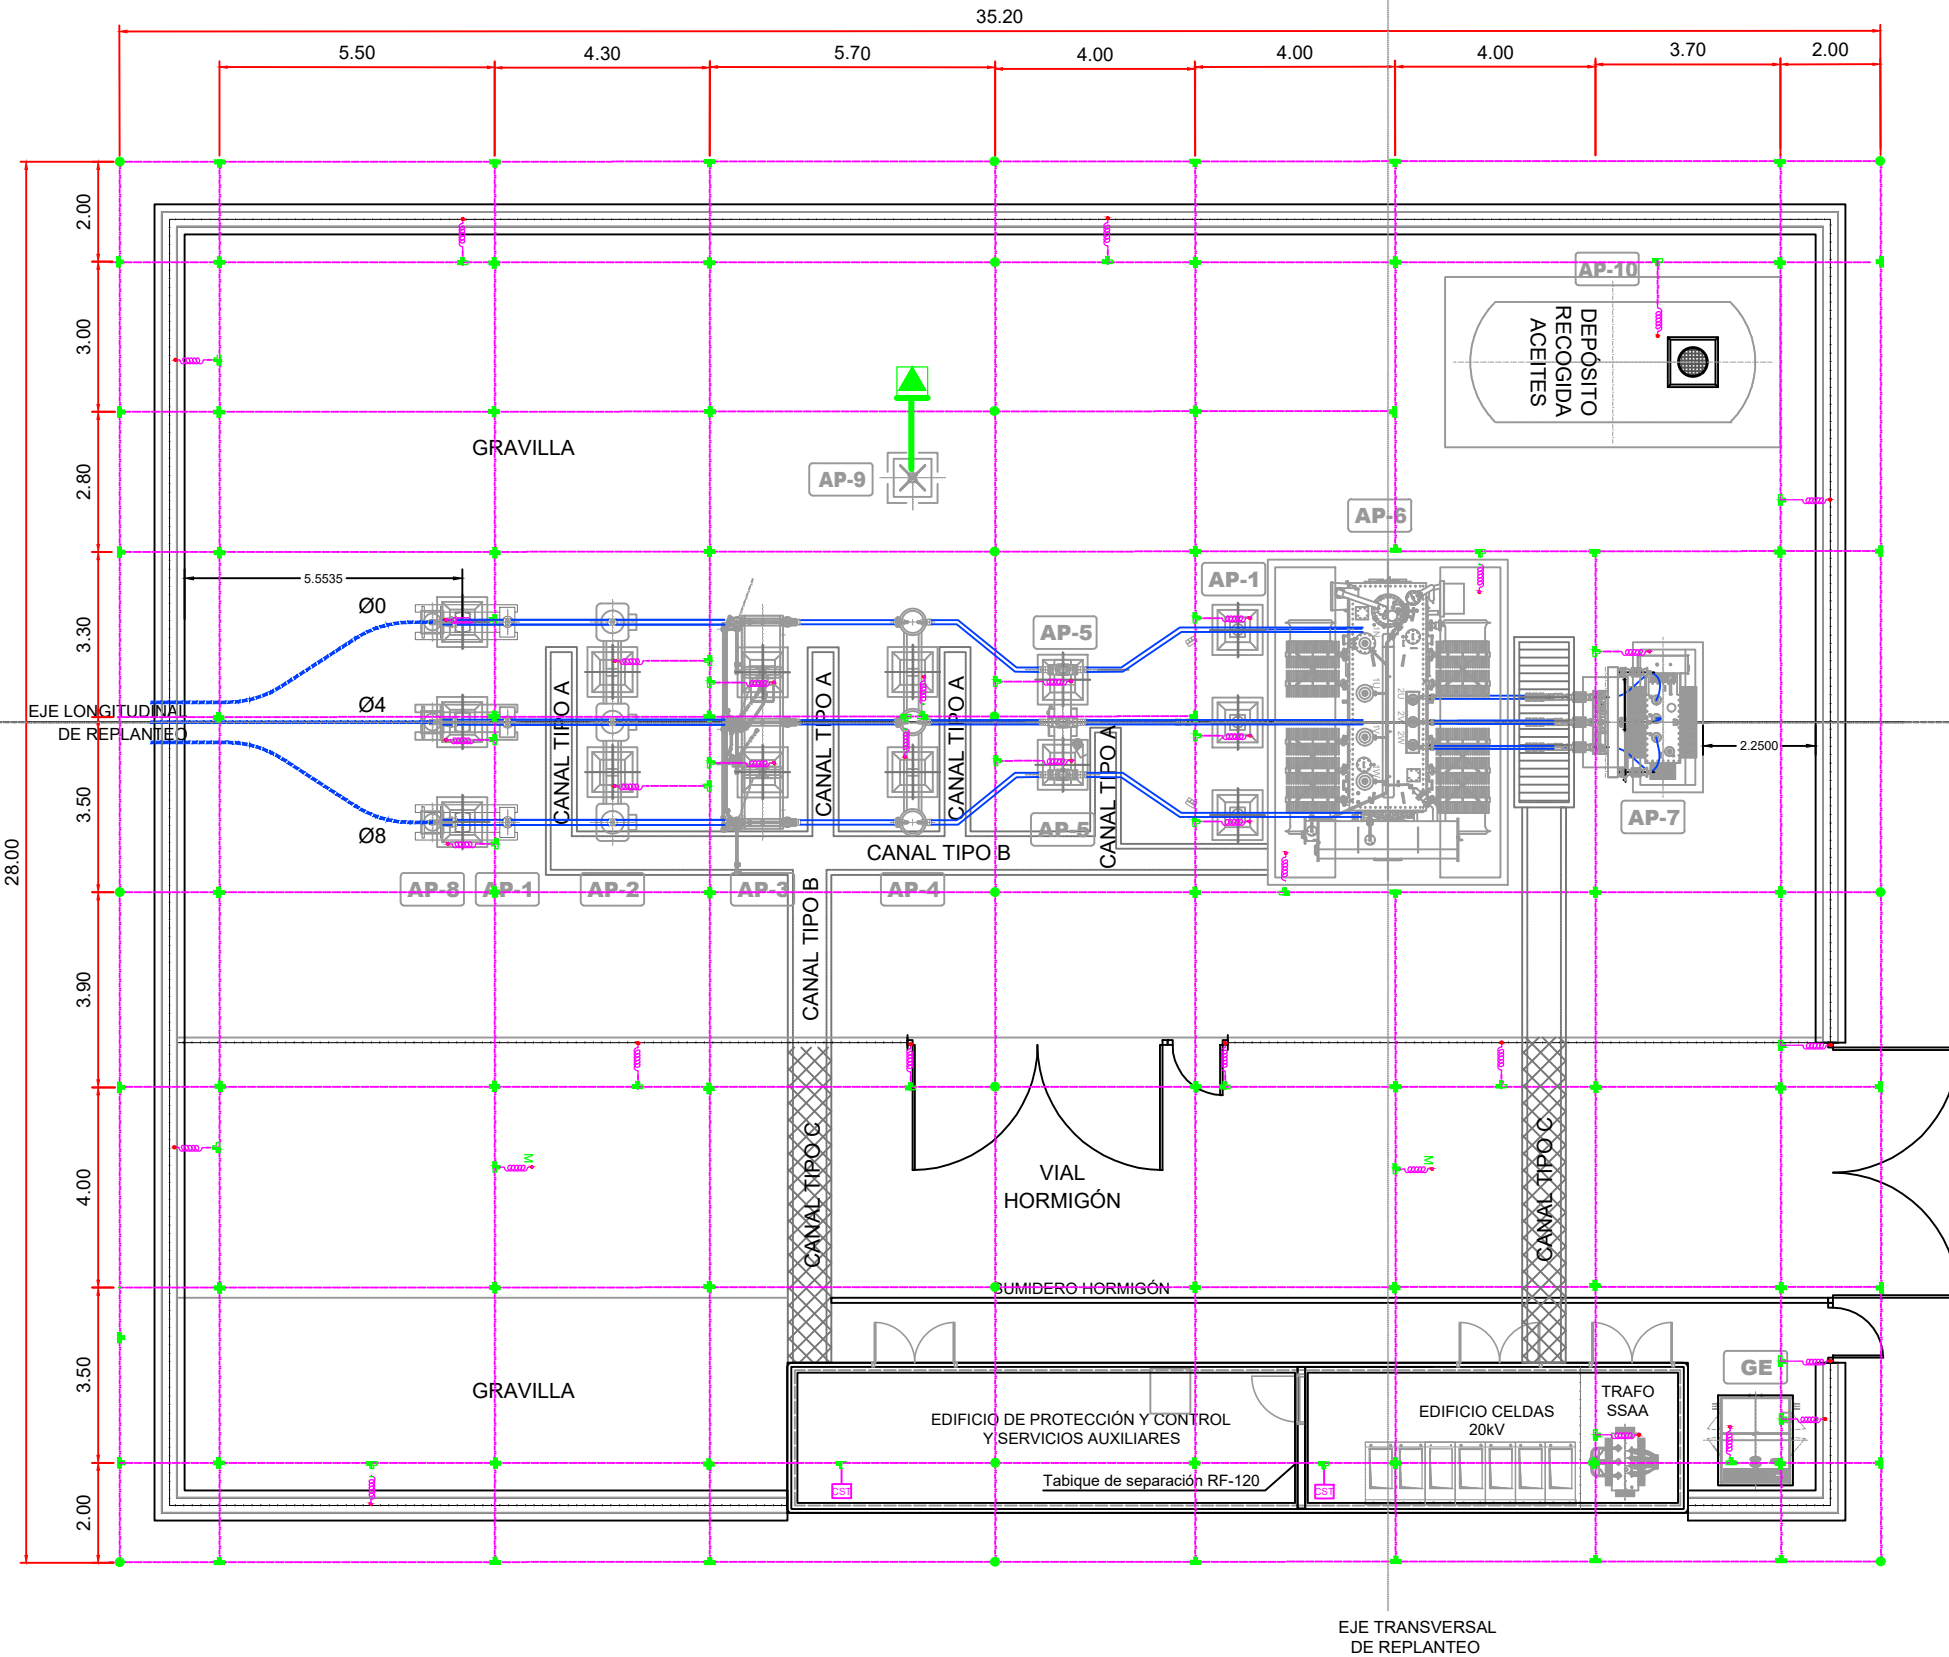 35.20
5.50
4.30
5.70
4.00
4.00
4.00
3.70
2.00
2.00
3.00
2.80
3.30
3.50
3.90
4.00
3.50
2.00
28.00
AP-10
DEPÓSITO
RECOGIDA
ACEITES
GRAVILLA
AP-9
AP-6
5.5535
AP-1
Ø0
AP-5
EJE LONGITUDINAL
DE REPLANTEO
Ø4
CANAL TIPO A
CANAL TIPO A
CANAL TIPO A
CANAL TIPO A
2.2500
AP-7
Ø8
AP-5
CANAL TIPO B
AP-8
AP-1
AP-2
AP-3
AP-4
CANAL TIPO B
CANAL TIPO C
CANAL TIPO C
M
M
VIAL
HORMIGÓN
SUMIDERO HORMIGÓN
GRAVILLA
GE
TRAFO
SSAA
EDIFICIO DE PROTECCIÓN Y CONTROL
Y SERVICIOS AUXILIARES
EDIFICIO CELDAS
20kV
Tabique de separación RF-120
CST
CST
EJE TRANSVERSAL
DE REPLANTEO